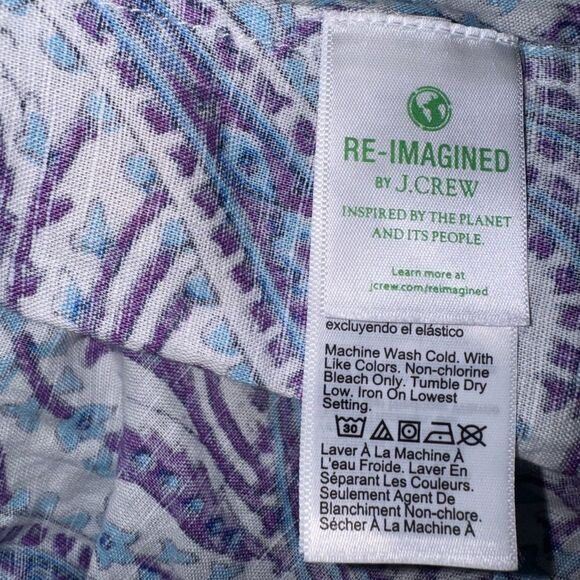 RE-IMAGINED
BY J.CREW
INSPIRED BY THE PLANET
AND ITS PEOPLE.
Learn more at
jcrew.com/reimagined
excluyendo el elástico
Machine Wash Cold. With
Like Colors. Non-chlorine
Bleach Only. Tumble Dry
Low. Iron On Lowest
Setting.
30
Laver À La Machine À
L'eau Froide. Laver En
Séparant Les Couleurs.
Seulement Agent De
Blanchiment Non-chlore.
Sécher À La Machine À